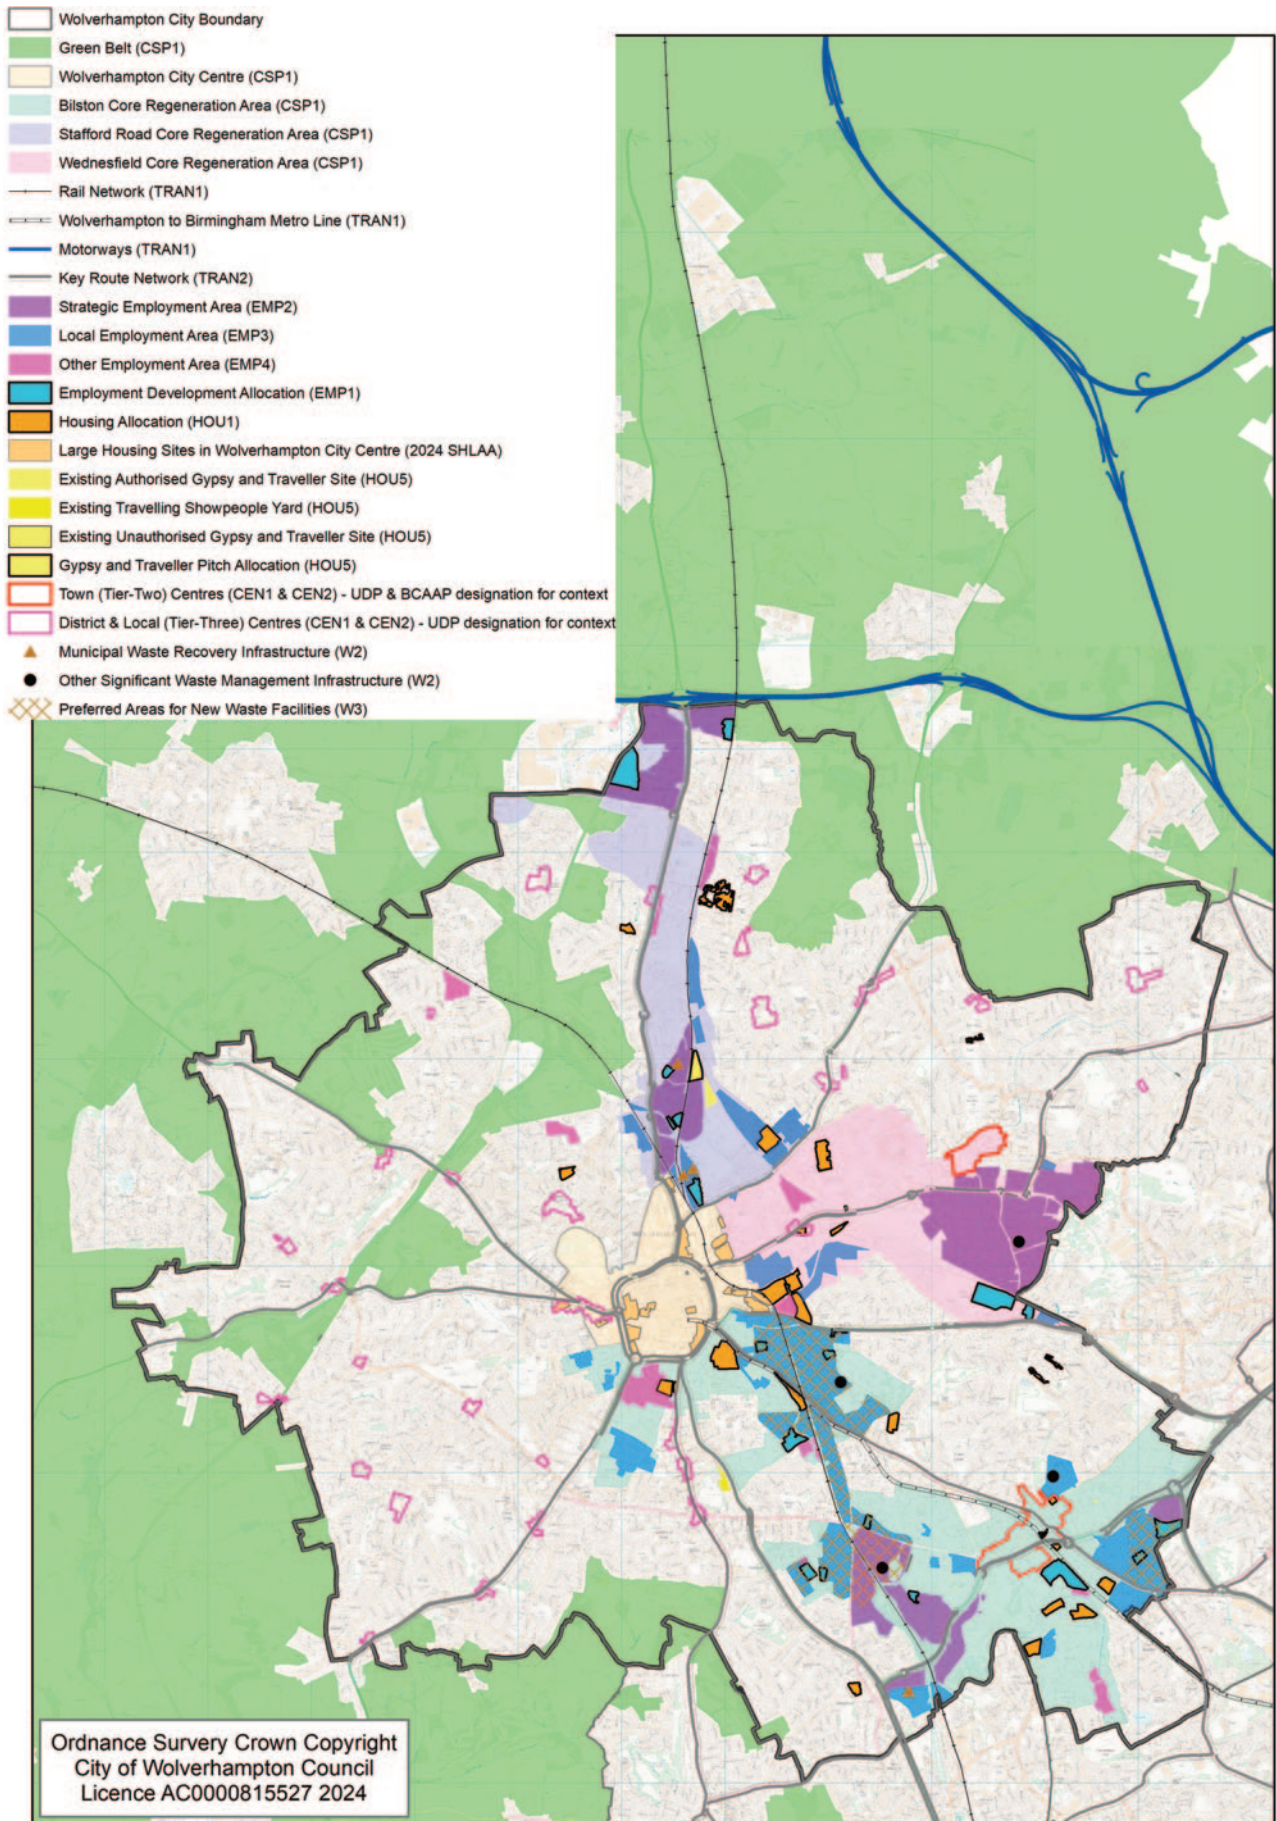 Wolverhampton City Boundary
Green Belt (CSP1)
Wolverhampton City Centre (CSP1)
Bilston Core Regeneration Area (CSP1)
Stafford Road Core Regeneration Area (CSP1)
Wednesfield Core Regeneration Area (CSP1)
Rail Network (TRAN1)
Wolverhampton to Birmingham Metro Line (TRAN1)
Motorways (TRAN1)
Key Route Network (TRAN2)
Strategic Employment Area (EMP2)
Local Employment Area (EMP3)
Other Employment Area (EMP4)
Employment Development Allocation (EMP1)
Housing Allocation (HOU1)
Large Housing Sites in Wolverhampton City Centre (2024 SHLAA)
Existing Authorised Gypsy and Traveller Site (HOU5)
Existing Travelling Showpeople Yard (HOU5)
Existing Unauthorised Gypsy and Traveller Site (HOU5)
Gypsy and Traveller Pitch Allocation (HOU5)
Town (Tier-Two) Centres (CEN1 & CEN2) - UDP & BCAAP designation for context
District & Local (Tier-Three) Centres (CEN1 & CEN2) - UDP designation for context
Municipal Waste Recovery Infrastructure (W2)
Other Significant Waste Management Infrastructure (W2)
Preferred Areas for New Waste Facilities (W3)
Ordnance Survery Crown Copyright
City of Wolverhampton Council
Licence AC0000815527 2024